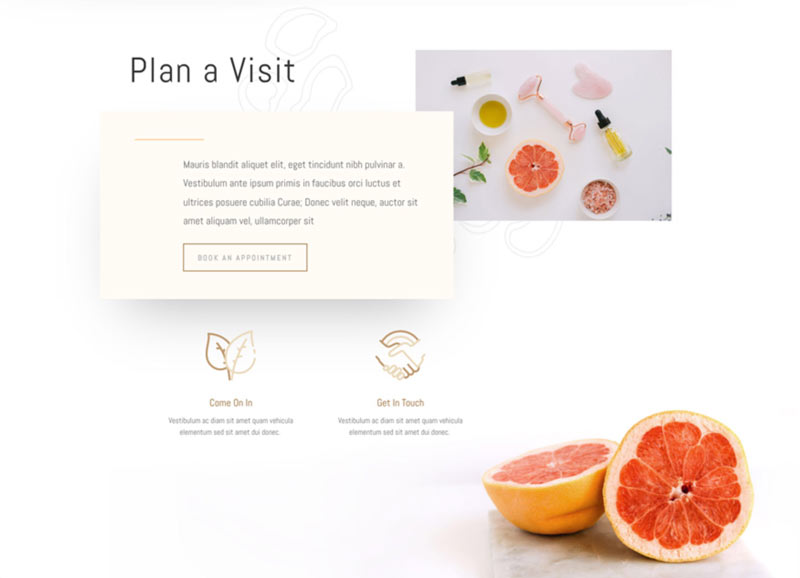 Plan a Visit
Mauris blandit aliquet elit, eget tincidunt nibh pulvinar a.
Vestibulum ante ipsum primis in faucibus orci luctus et
ultrices posuere cubilia Curae; Donec velit neque, auctor sit
amet aliquam vel, ullamcorper sit
BOOK AN APPOINTMENT
Come On In
Vestibulum ac diam sit amet quam vehicula
elementum sed sit amet dui donec.
Get In Touch
Vestibulum ac diam sit amet quam vehicula
elementum sed sit amet dui donec.